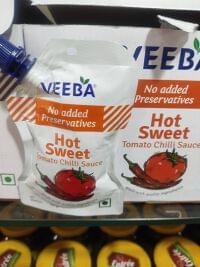 VEEBA
No added
Preservatives
Hot
Sweet
Tomato Chilli Sauce
VEEBA
No added
Preservatives
Hot
Sweet
Tomato Chilli Sauce